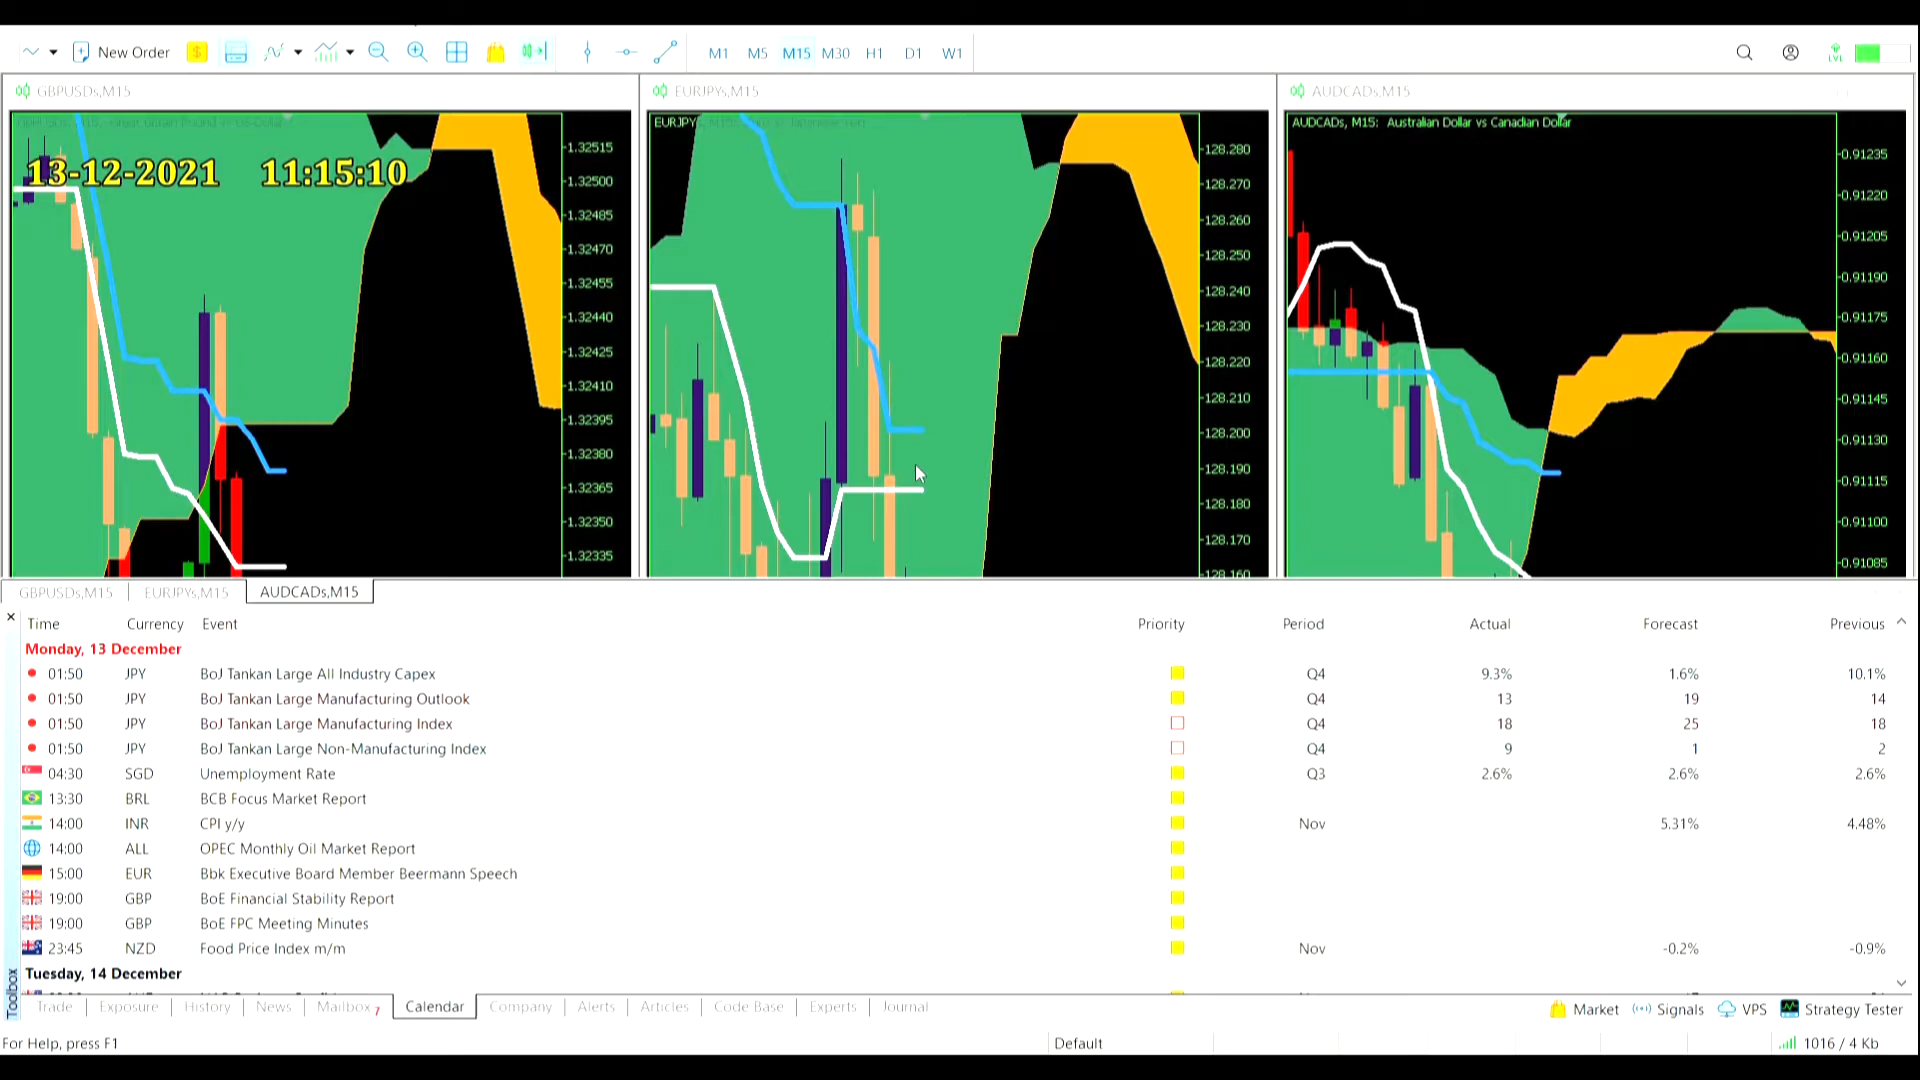 New Order M1 M5 M15 M30 H1 D1 W1
LVL
GBPUSDs,M15
EURJPYs,M15
AUDCADs,M15
13-12-2021 11:15:10
1.32515
1.32500
1.32485
1.32470
1.32455
1.32440
1.32425
1.32410
1.32395
1.32380
1.32365
1.32350
1.32335
128.280
128.270
128.260
128.250
128.240
128.230
128.220
128.210
128.200
128.190
128.180
128.170
128.160
AUDCADs, M15: Australian Dollar vs Canadian Dollar
0.91235
0.91220
0.91205
0.91190
0.91175
0.91160
0.91145
0.91130
0.91115
0.91100
0.91085
GBPUSDs,M15 EURJPYs,M15 AUDCADs,M15
Time Currency Event Priority Period Actual Forecast Previous
Monday, 13 December
01:50 JPY BoJ Tankan Large All Industry Capex Q4 9.3% 1.6% 10.1%
01:50 JPY BoJ Tankan Large Manufacturing Outlook Q4 13 19 14
01:50 JPY BoJ Tankan Large Manufacturing Index Q4 18 25 18
01:50 JPY BoJ Tankan Large Non-Manufacturing Index Q4 9 1 2
04:30 SGD Unemployment Rate Q3 2.6% 2.6% 2.6%
13:30 BRL BCB Focus Market Report
14:00 INR CPI y/y Nov 5.31% 4.48%
14:00 ALL OPEC Monthly Oil Market Report
15:00 EUR Bbk Executive Board Member Beermann Speech
19:00 GBP BoE Financial Stability Report
19:00 GBP BoE FPC Meeting Minutes
23:45 NZD Food Price Index m/m Nov -0.2% -0.9%
Tuesday, 14 December
Toolbox
Trade Exposure History News Mailbox 7 Calendar Company Alerts Articles Code Base Experts Journal
Market Signals VPS Strategy Tester
For Help, press F1 Default 1016 / 4 Kb